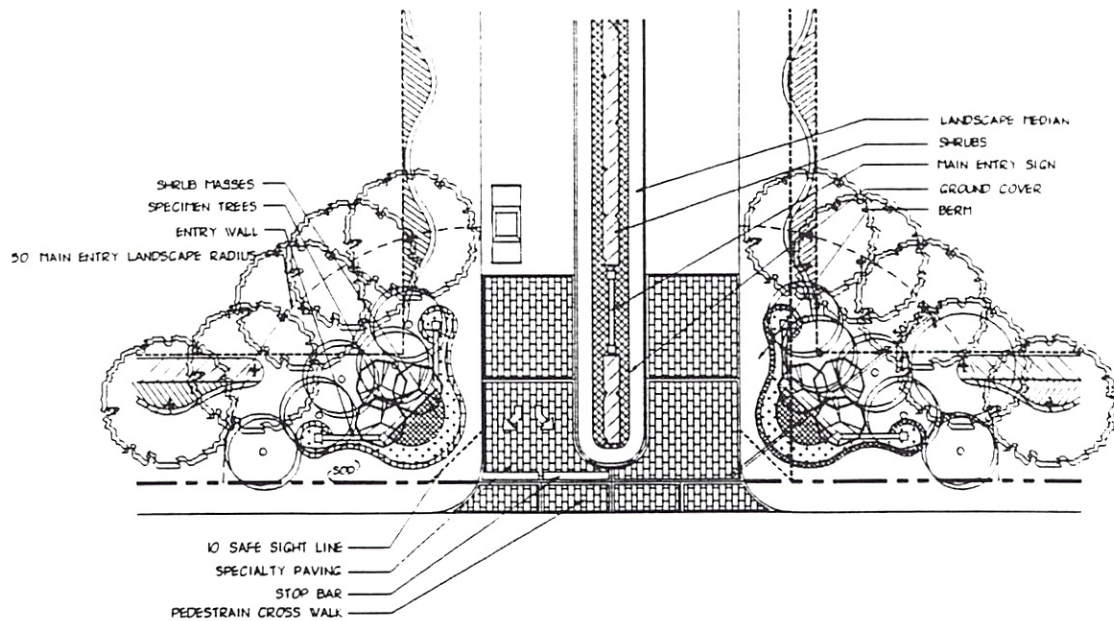 LANDSCAPE MEDIAN
SHRUBS
MAIN ENTRY SIGN
GROUND COVER
BERM
SHRUB MASSES
SPECIMEN TREES
ENTRY WALL
50 MAIN ENTRY LANDSCAPE RADIUS
(SOD)
10 SAFE SIGHT LINE
SPECIALTY PAVING
STOP BAR
PEDESTRAIN CROSS WALK